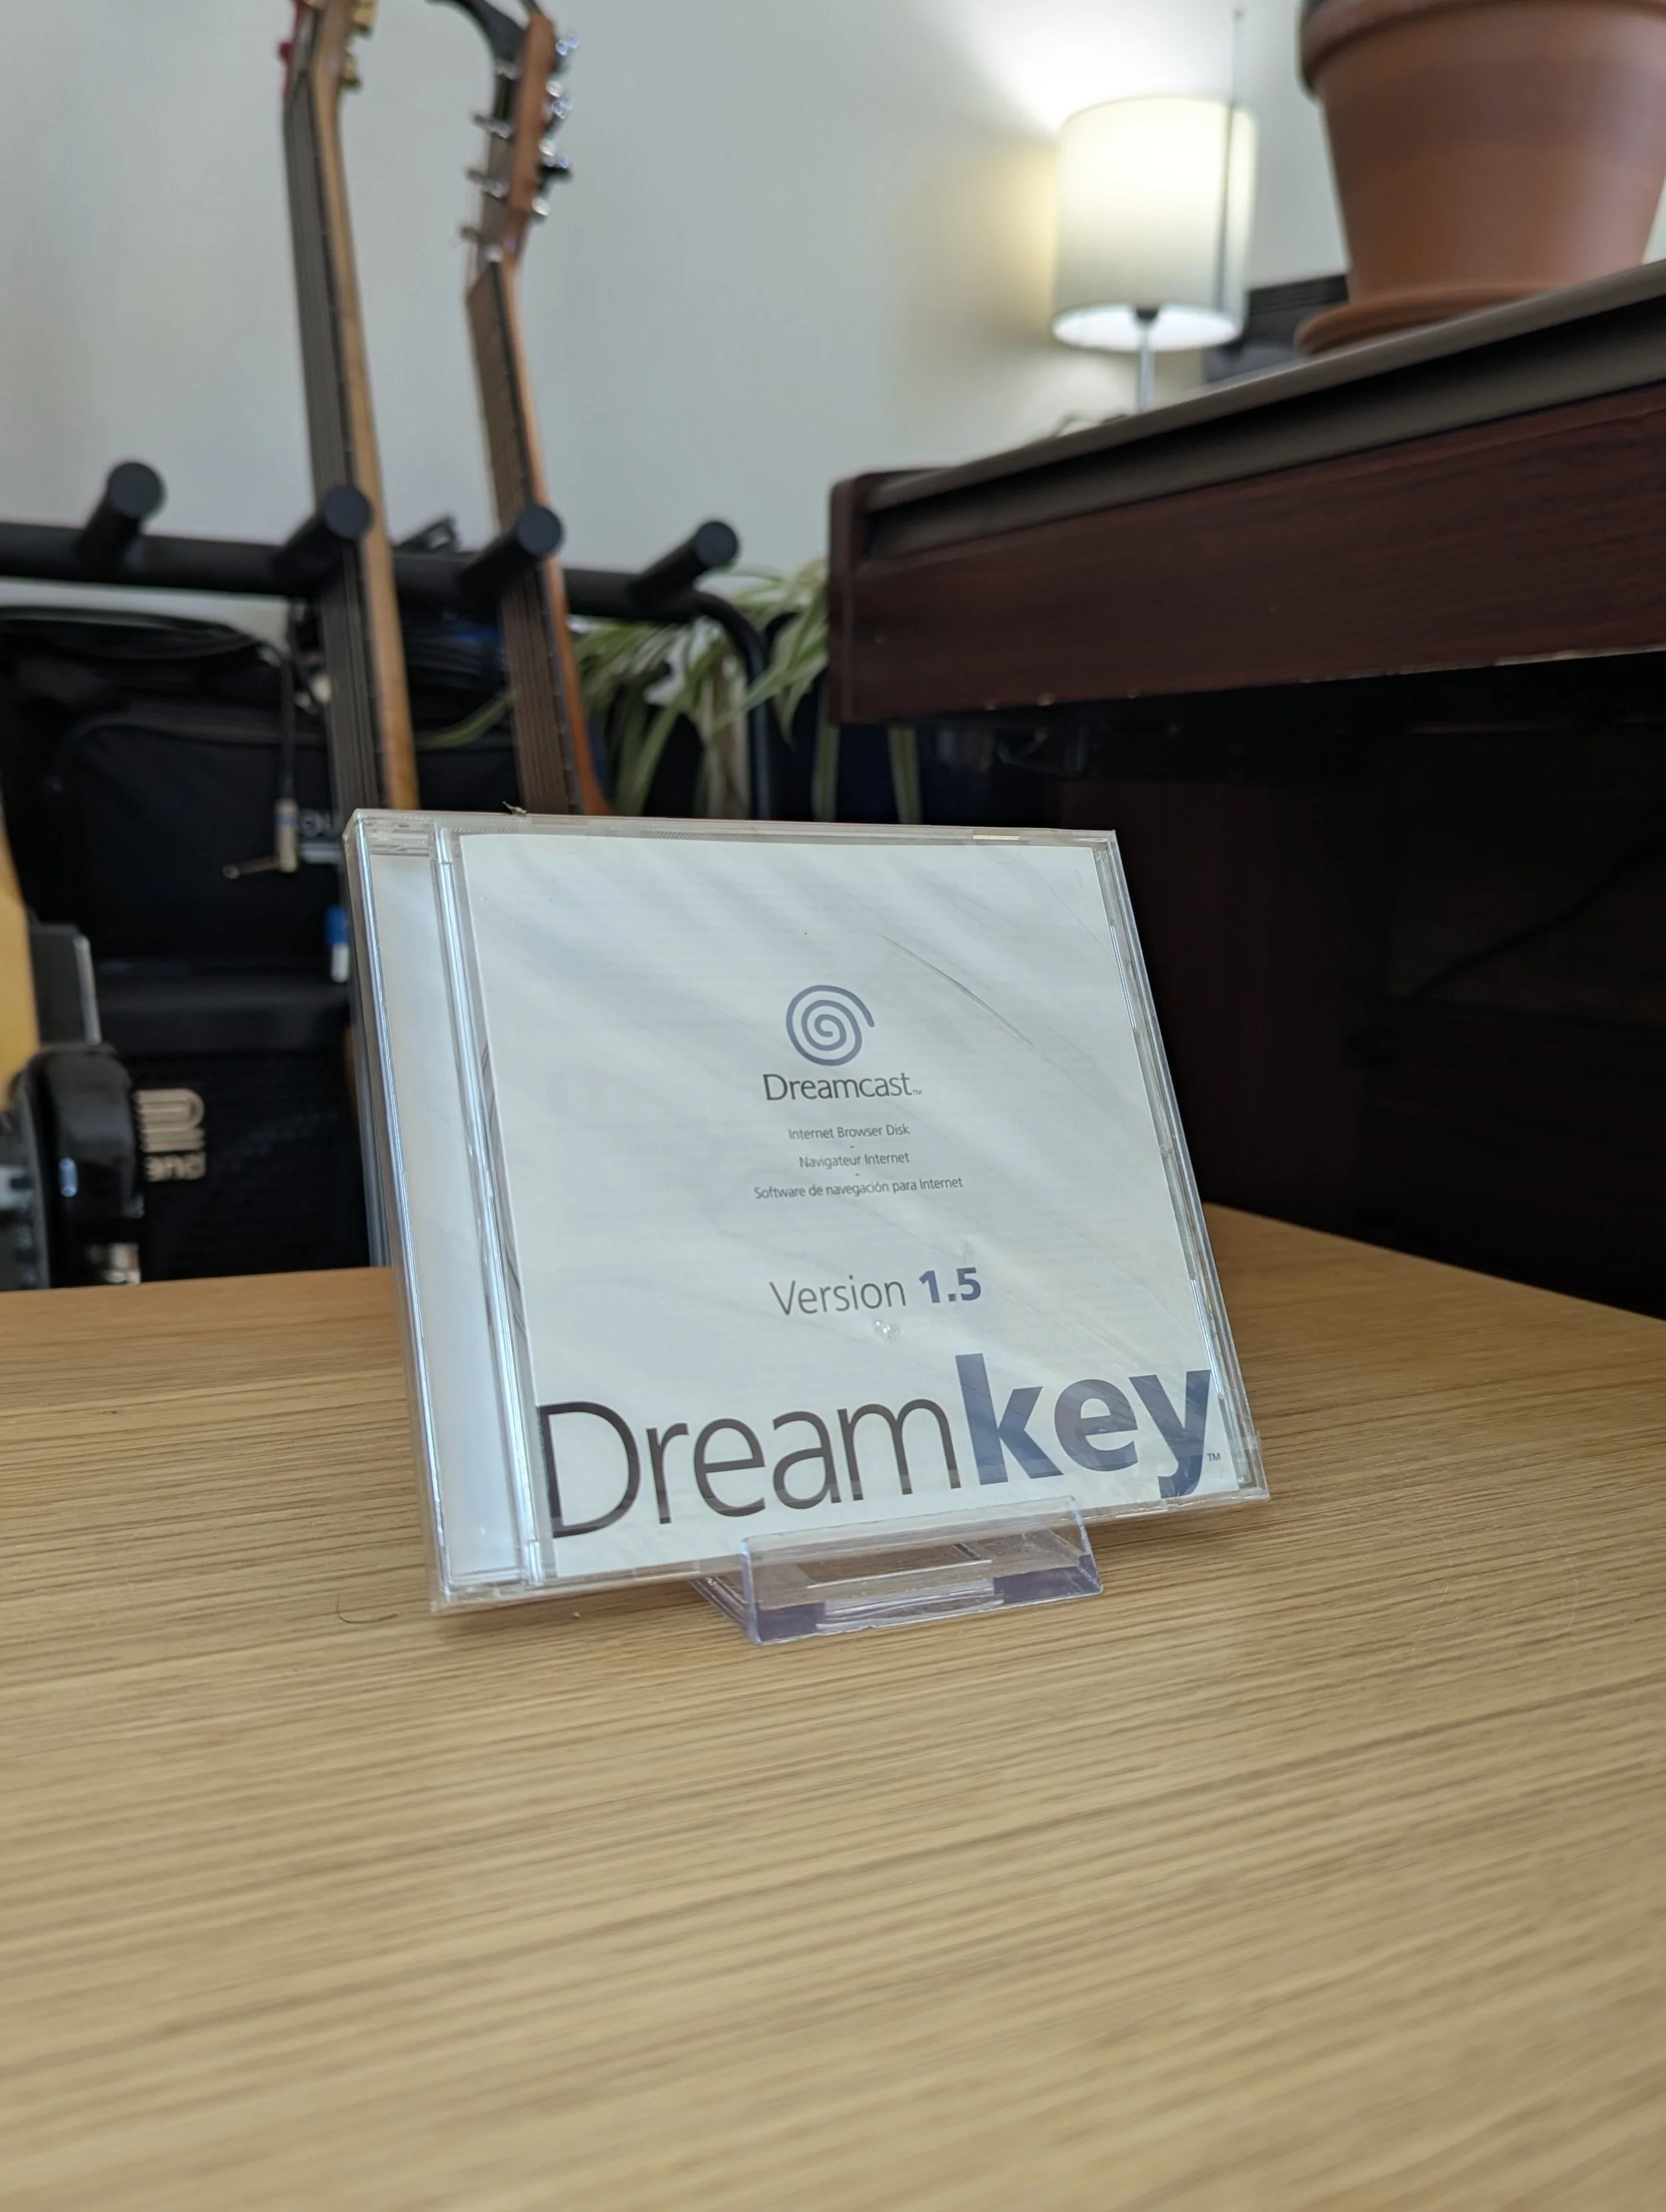 Dreamcast™
Internet Browser Disk
-
Navigateur Internet
-
Software de navegación para Internet
Version 1.5
Dreamkey™